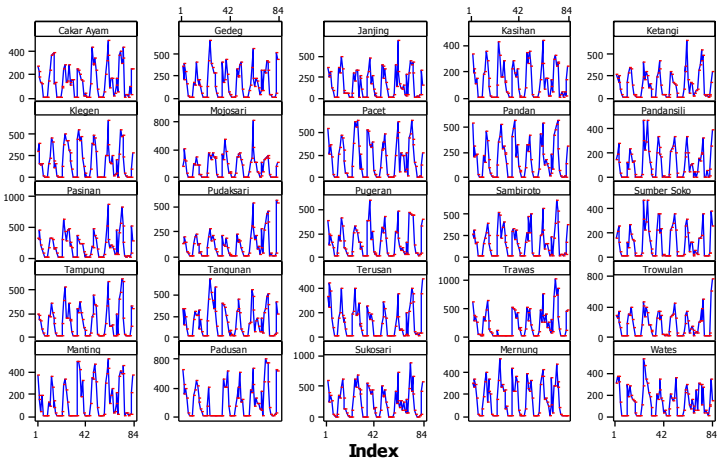 1 42 84 1 42 84
Cakar Ayam Gedeg Janjing Kasihan Ketangi
400 200 0 500 250 0 500 250 0 400 200 0 500 250 0
Klegen Mojosari Pacet Pandan Pandansili
500 250 0 800 400 0 500 250 0 500 250 0 400 200 0
Pasinan Pudaksari Pugeran Sambiroto Sumber Soko
1000 500 0 500 250 0 500 250 0 500 250 0 400 200 0
Tampung Tangunan Terusan Trawas Trowulan
500 250 0 500 250 0 400 200 0 1000 500 0 800 400 0
Manting Padusan Sukosari Mernung Wates
400 200 0 800 400 0 1000 500 0 400 200 0 400 200 0
1 42 84 1 42 84 1 42 84
Index